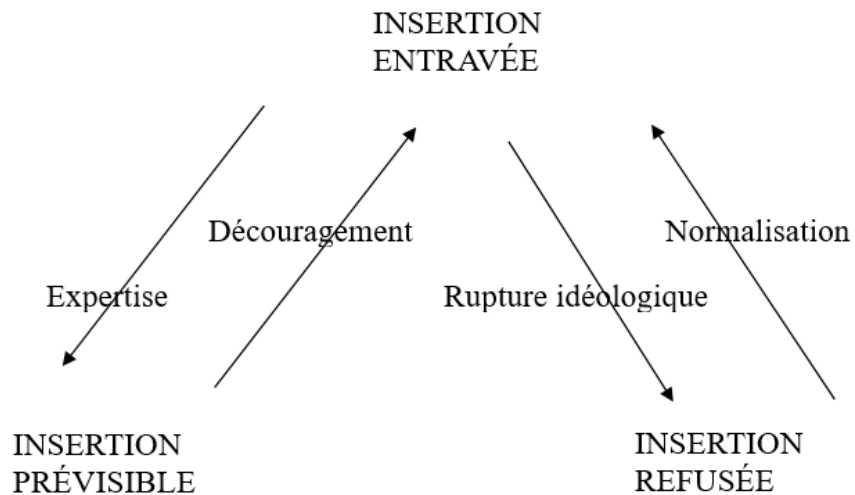 INSERTION
ENTRAVÉE
Découragement
Normalisation
Expertise
Rupture idéologique
INSERTION
PRÉVISIBLE
INSERTION
REFUSÉE